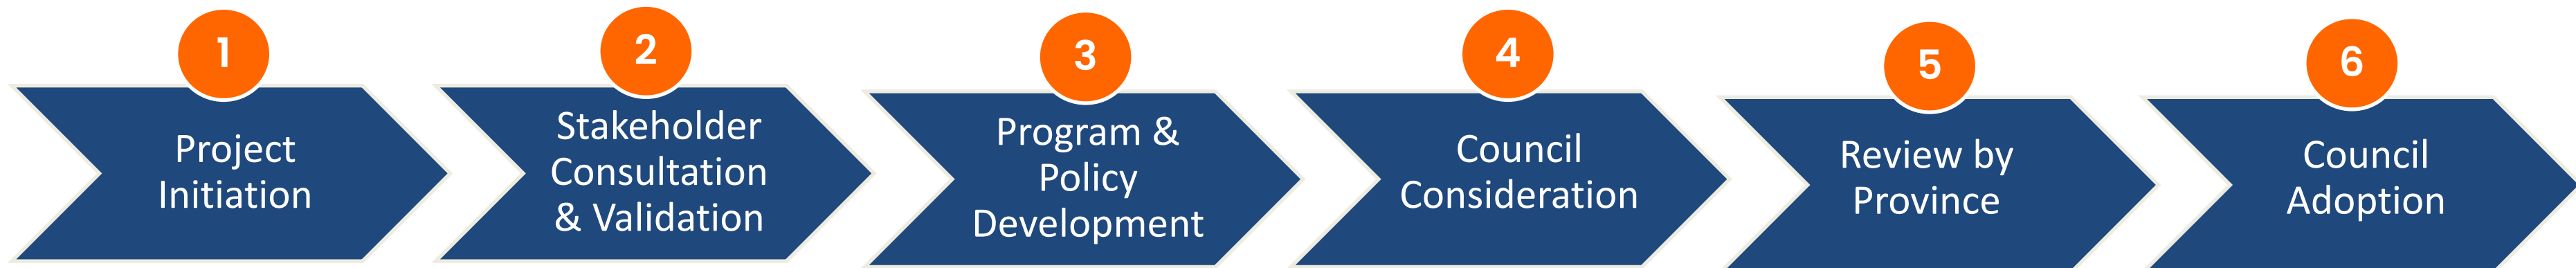 1
Project
Initiation
2
Stakeholder
Consultation
& Validation
3
Program &
Policy
Development
4
Council
Consideration
5
Review by
Province
6
Council
Adoption